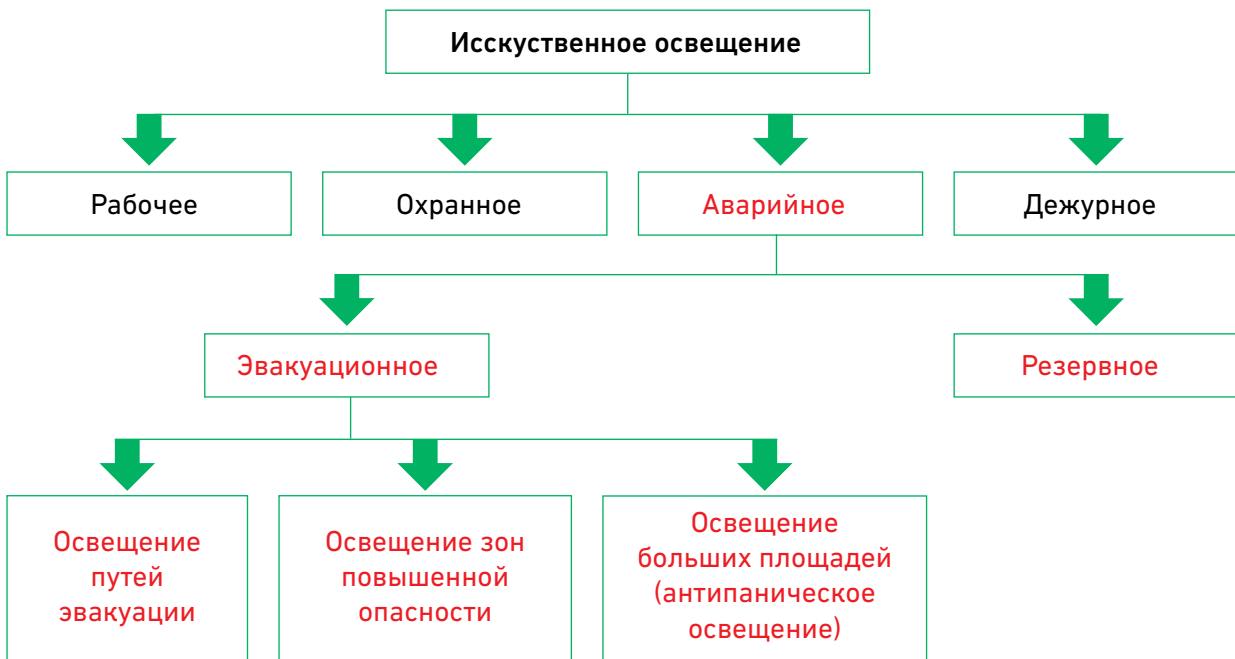 Исскуственное освещение
Рабочее
Охранное
Аварийное
Дежурное
Эвакуационное
Резервное
Освещение
путей
эвакуации
Освещение зон
повышенной
опасности
Освещение
больших площадей
(антипаническое
освещение)